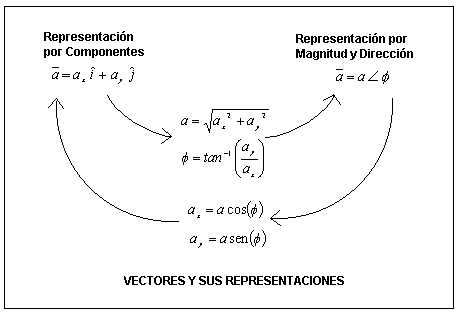 Representación
por Componentes
a̅ = aₓ î + a_y ĵ
Representación por
Magnitud y Dirección
a̅ = a∠ϕ
a = √(aₓ² + a_y²)
ϕ = tan⁻¹(a_y / aₓ)
aₓ = a cos(ϕ)
a_y = a sen(ϕ)
VECTORES Y SUS REPRESENTACIONES